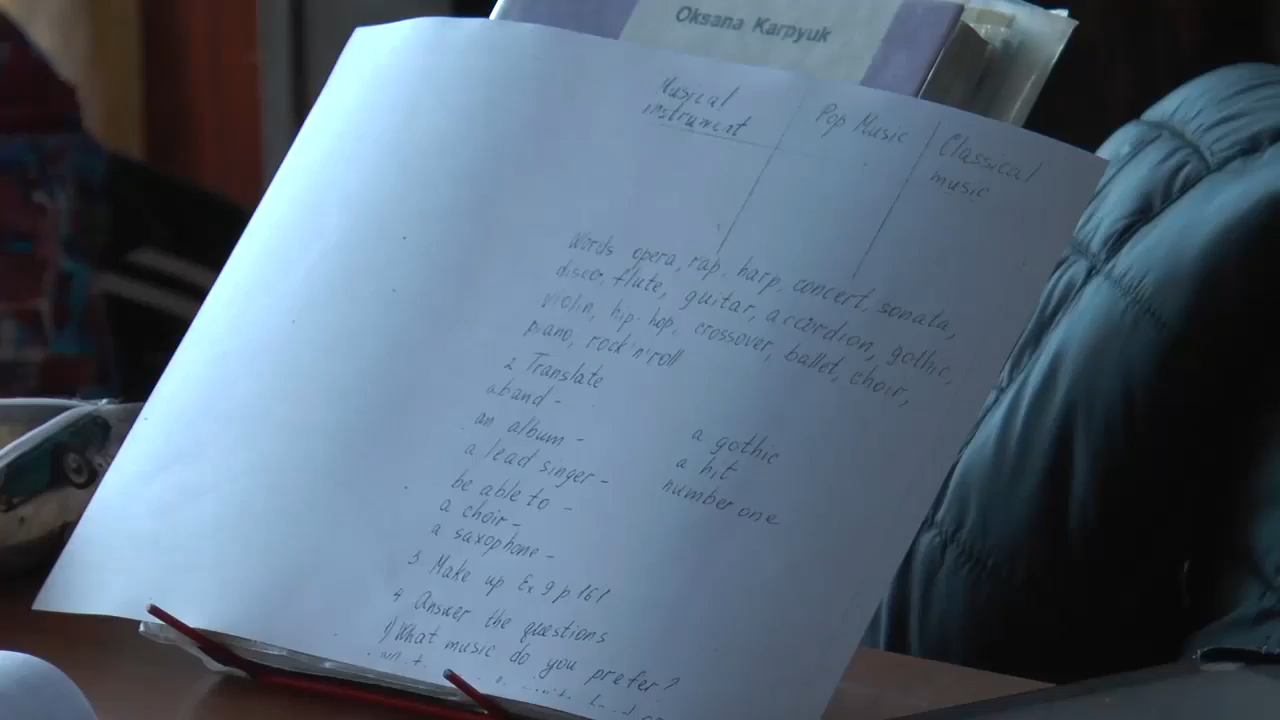 Oksana Karpyuk
Musical
instrument
Pop Music
Classical
music
Words opera, rap, harp, concert, sonata,
disco, flute, guitar, accordion, gothic,
violin, hip-hop, crossover, ballet, choir,
piano, rock'n'roll
2 Translate
a band -
an album -
a lead singer -
be able to -
a choir -
a saxophone -
a gothic
a hit
number one
3 Make up Ex 9 p 161
4 Answer the questions
1) What music do you prefer?